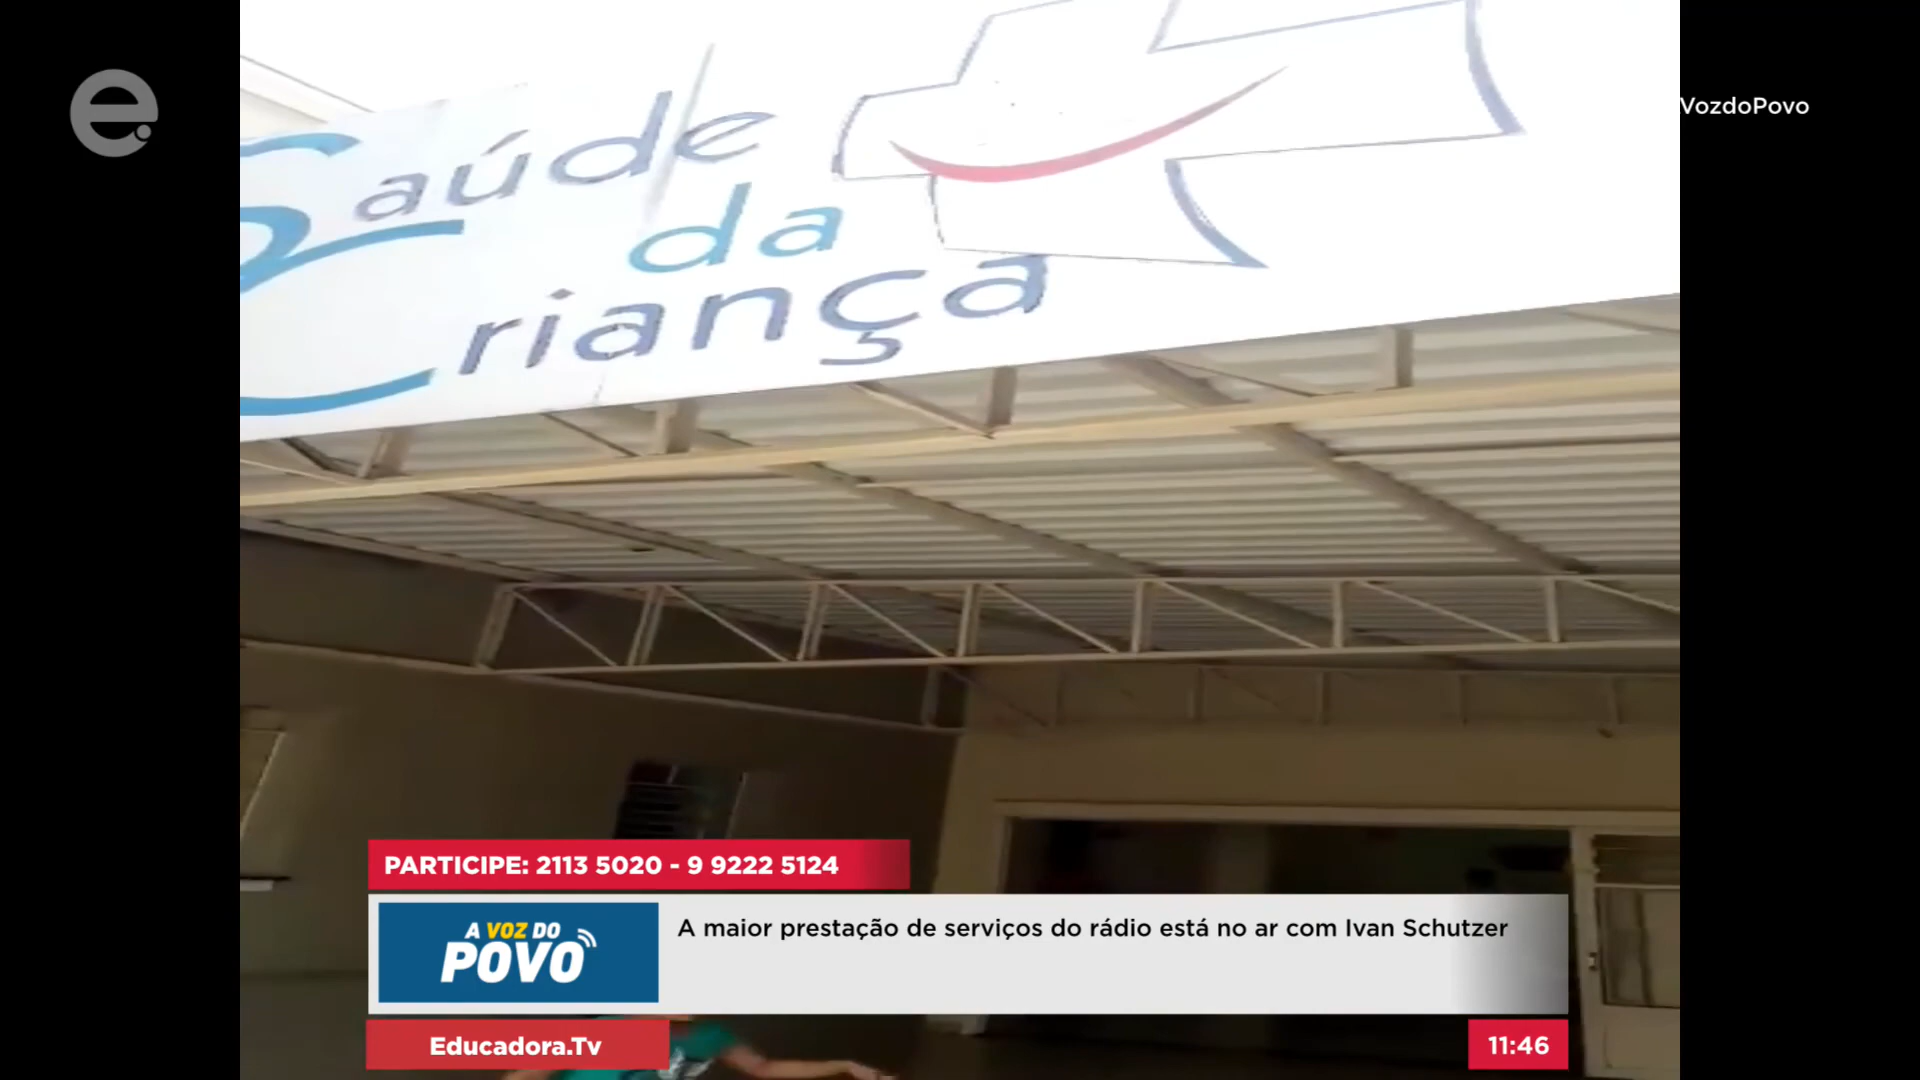 e
VozdoPovo
Saúde
da
Criança
PARTICIPE: 2113 5020 - 9 9222 5124
A VOZ DO
POVO
A maior prestação de serviços do rádio está no ar com Ivan Schutzer
Educadora.Tv
11:46